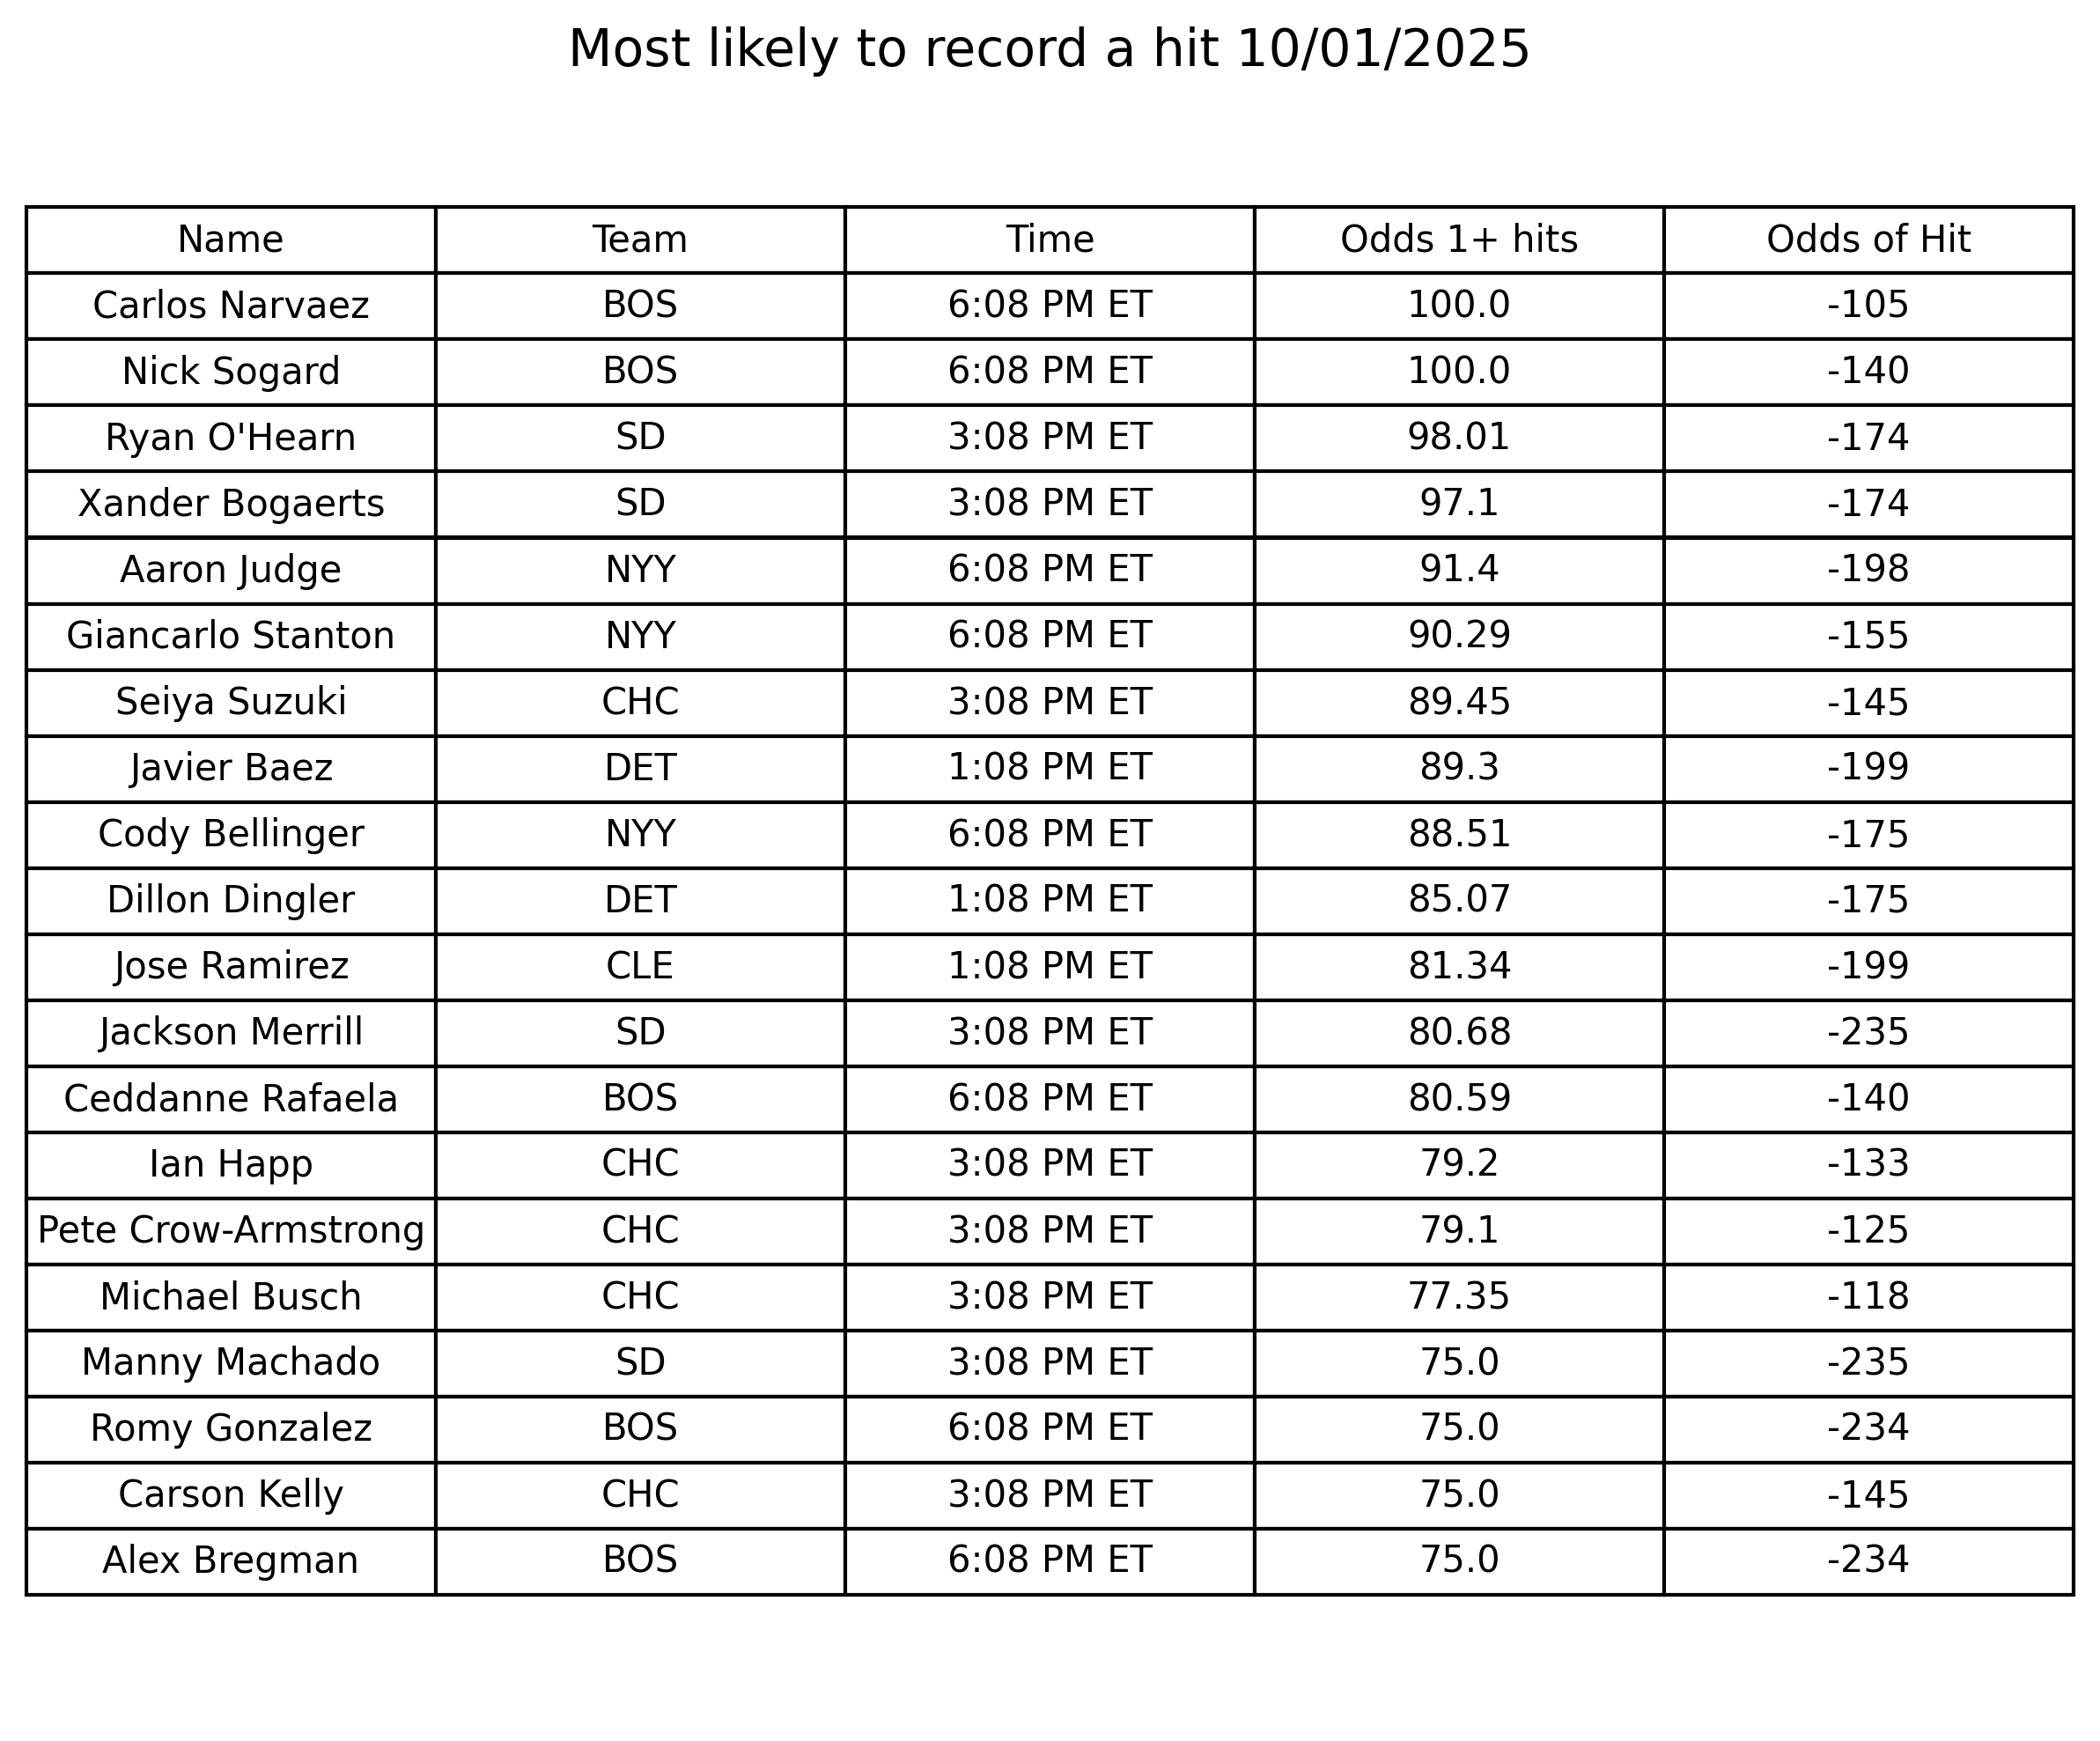 Most likely to record a hit 10/01/2025
Name Team Time Odds 1+ hits Odds of Hit
Carlos Narvaez BOS 6:08 PM ET 100.0 -105
Nick Sogard BOS 6:08 PM ET 100.0 -140
Ryan O'Hearn SD 3:08 PM ET 98.01 -174
Xander Bogaerts SD 3:08 PM ET 97.1 -174
Aaron Judge NYY 6:08 PM ET 91.4 -198
Giancarlo Stanton NYY 6:08 PM ET 90.29 -155
Seiya Suzuki CHC 3:08 PM ET 89.45 -145
Javier Baez DET 1:08 PM ET 89.3 -199
Cody Bellinger NYY 6:08 PM ET 88.51 -175
Dillon Dingler DET 1:08 PM ET 85.07 -175
Jose Ramirez CLE 1:08 PM ET 81.34 -199
Jackson Merrill SD 3:08 PM ET 80.68 -235
Ceddanne Rafaela BOS 6:08 PM ET 80.59 -140
Ian Happ CHC 3:08 PM ET 79.2 -133
Pete Crow-Armstrong CHC 3:08 PM ET 79.1 -125
Michael Busch CHC 3:08 PM ET 77.35 -118
Manny Machado SD 3:08 PM ET 75.0 -235
Romy Gonzalez BOS 6:08 PM ET 75.0 -234
Carson Kelly CHC 3:08 PM ET 75.0 -145
Alex Bregman BOS 6:08 PM ET 75.0 -234